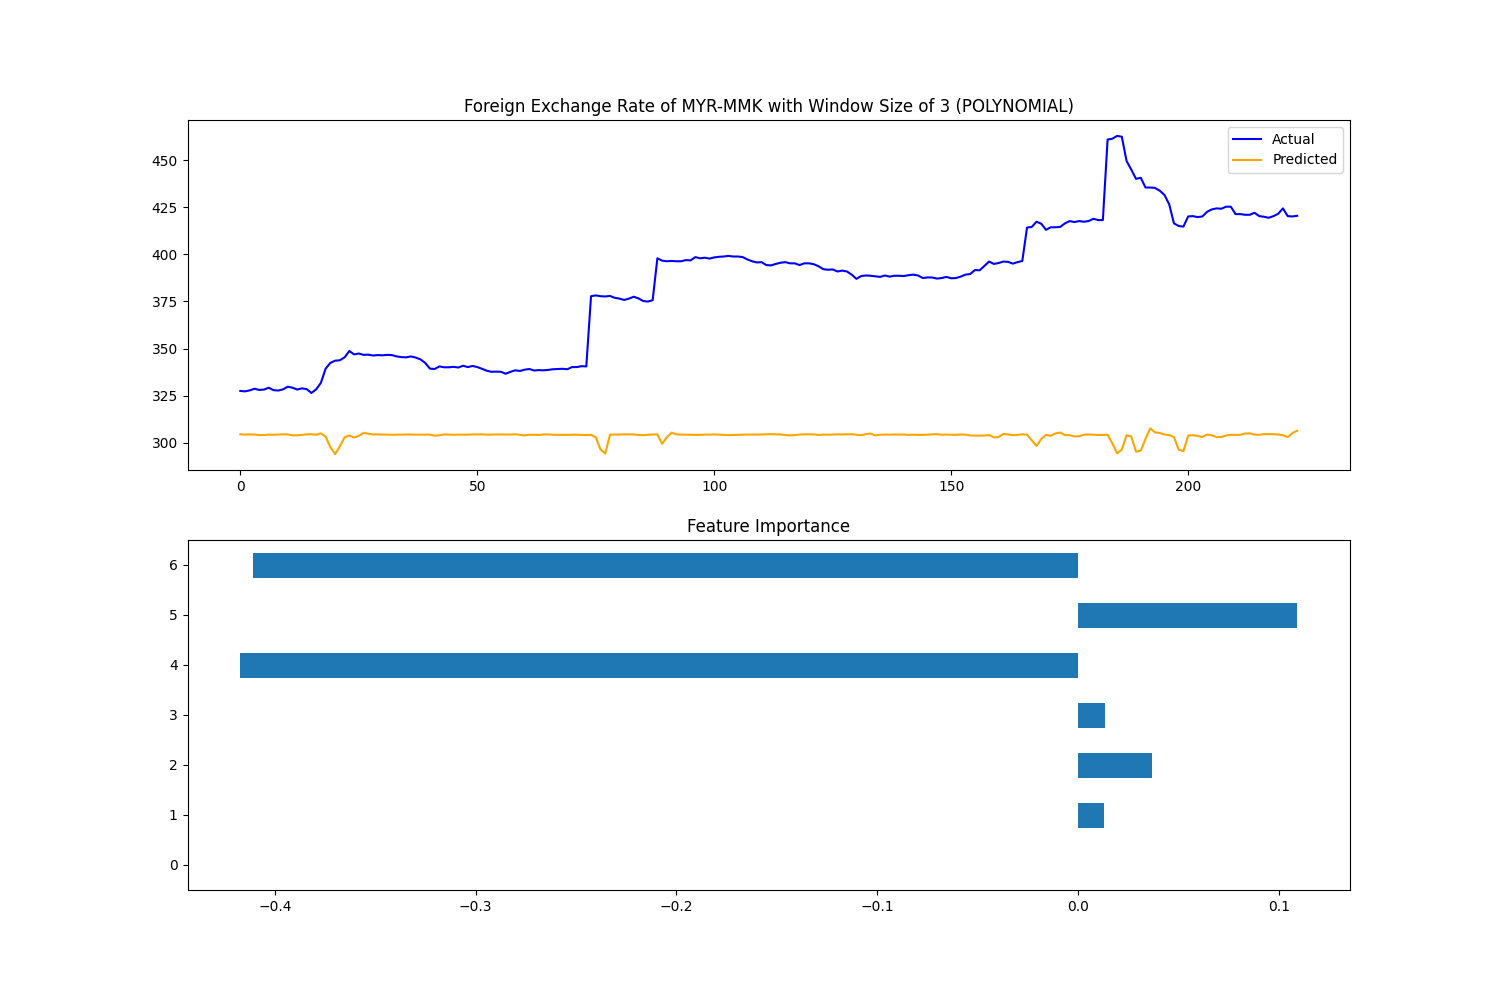 Foreign Exchange Rate of MYR-MMK with Window Size of 3 (POLYNOMIAL)
Actual
Predicted
450
425
400
375
350
325
300
0 50 100 150 200
Feature Importance
6
5
4
3
2
1
0
−0.4 −0.3 −0.2 −0.1 0.0 0.1